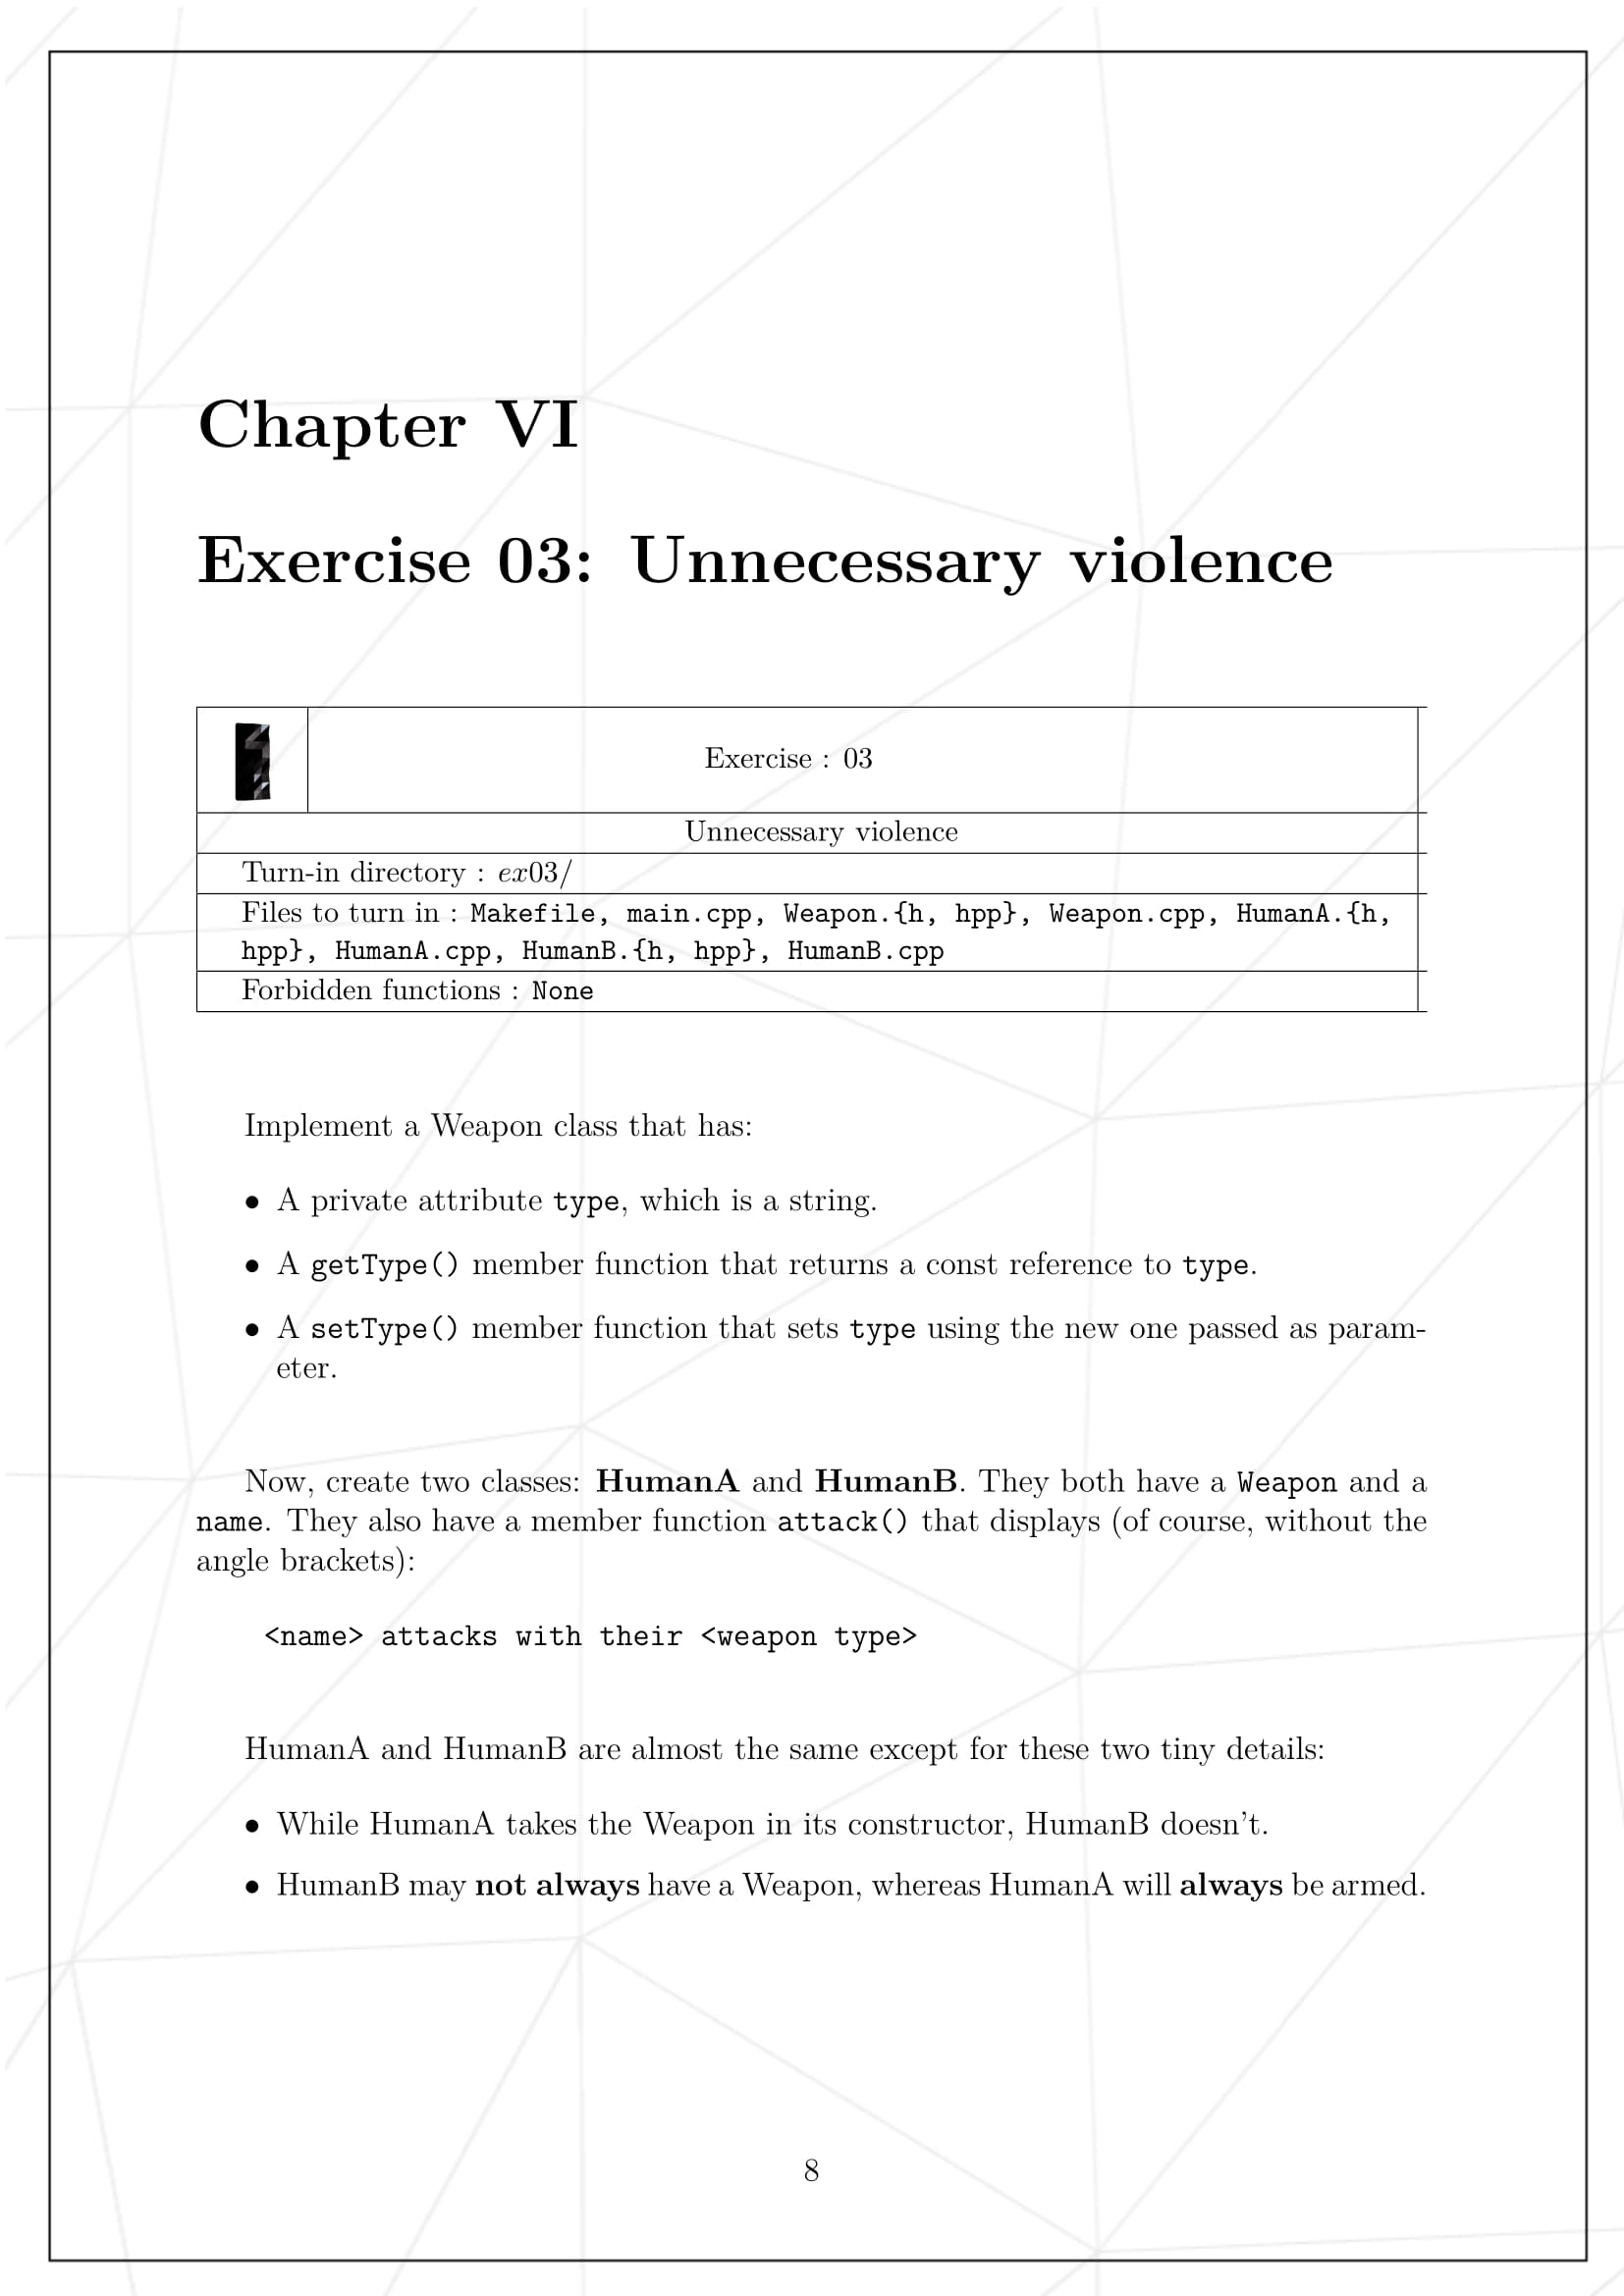 Chapter VI
Exercise 03: Unnecessary violence
Exercise : 03
Unnecessary violence
Turn-in directory : ex03/
Files to turn in : Makefile, main.cpp, Weapon.{h, hpp}, Weapon.cpp, HumanA.{h,
hpp}, HumanA.cpp, HumanB.{h, hpp}, HumanB.cpp
Forbidden functions : None
Implement a Weapon class that has:
• A private attribute type, which is a string.
• A getType() member function that returns a const reference to type.
• A setType() member function that sets type using the new one passed as param-
eter.
Now, create two classes: HumanA and HumanB. They both have a Weapon and a
name. They also have a member function attack() that displays (of course, without the
angle brackets):
<name> attacks with their <weapon type>
HumanA and HumanB are almost the same except for these two tiny details:
• While HumanA takes the Weapon in its constructor, HumanB doesn't.
• HumanB may not always have a Weapon, whereas HumanA will always be armed.
8